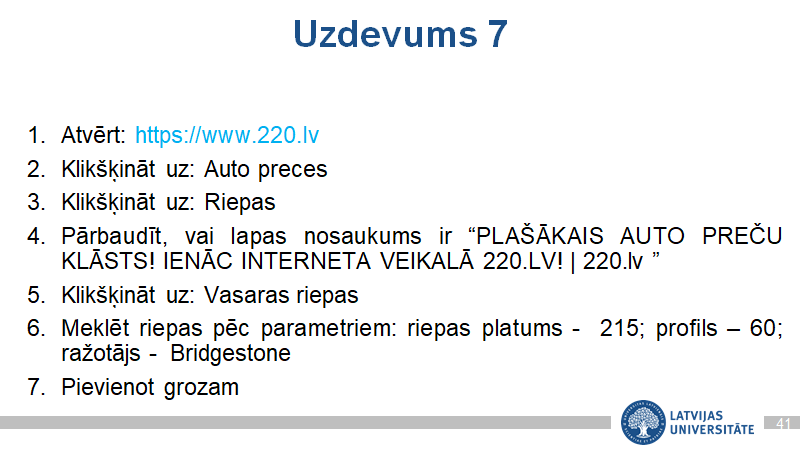 Uzdevums 7
1. Atvērt: https://www.220.lv
2. Klikšķināt uz: Auto preces
3. Klikšķināt uz: Riepas
4. Pārbaudīt, vai lapas nosaukums ir “PLAŠĀKAIS AUTO PREČU
KLĀSTS! IENĀC INTERNETA VEIKALĀ 220.LV! | 220.lv ”
5. Klikšķināt uz: Vasaras riepas
6. Meklēt riepas pēc parametriem: riepas platums - 215; profils – 60;
ražotājs - Bridgestone
7. Pievienot grozam
LATVIJAS
UNIVERSITĀTE
41